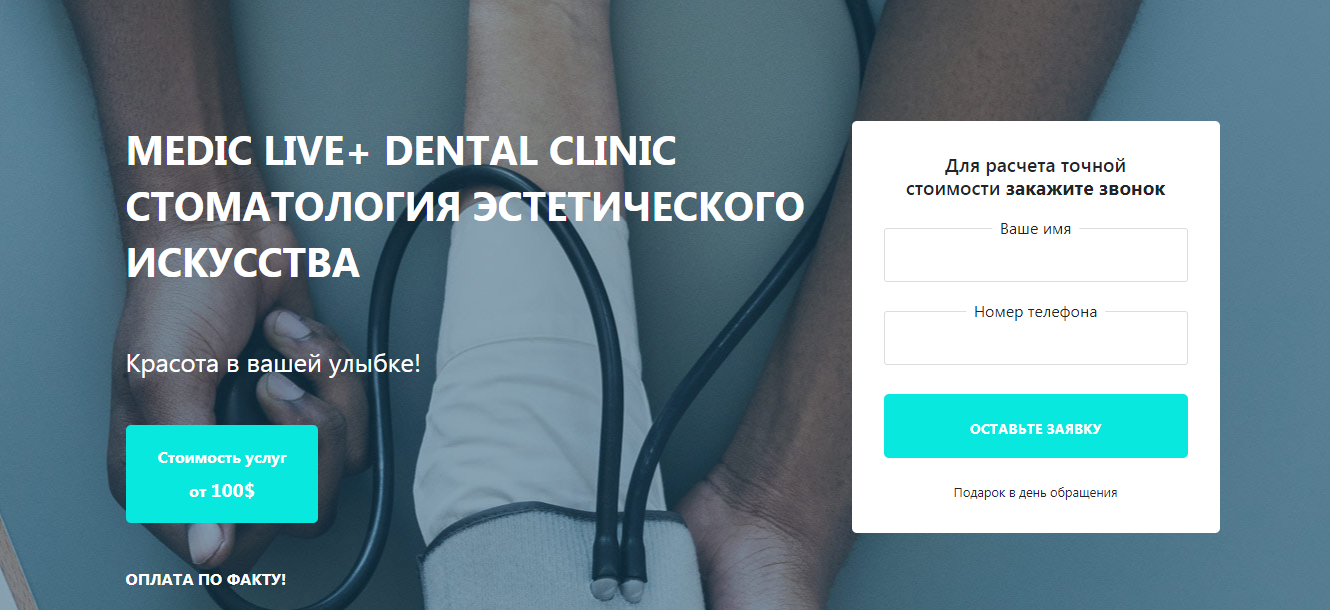 MEDIC LIVE+ DENTAL CLINIC
СТОМАТОЛОГИЯ ЭСТЕТИЧЕСКОГО
ИСКУССТВА
Красота в вашей улыбке!
Стоимость услуг
от 100$
ОПЛАТА ПО ФАКТУ!
Для расчета точной
стоимости закажите звонок
Ваше имя
Номер телефона
ОСТАВЬТЕ ЗАЯВКУ
Подарок в день обращения